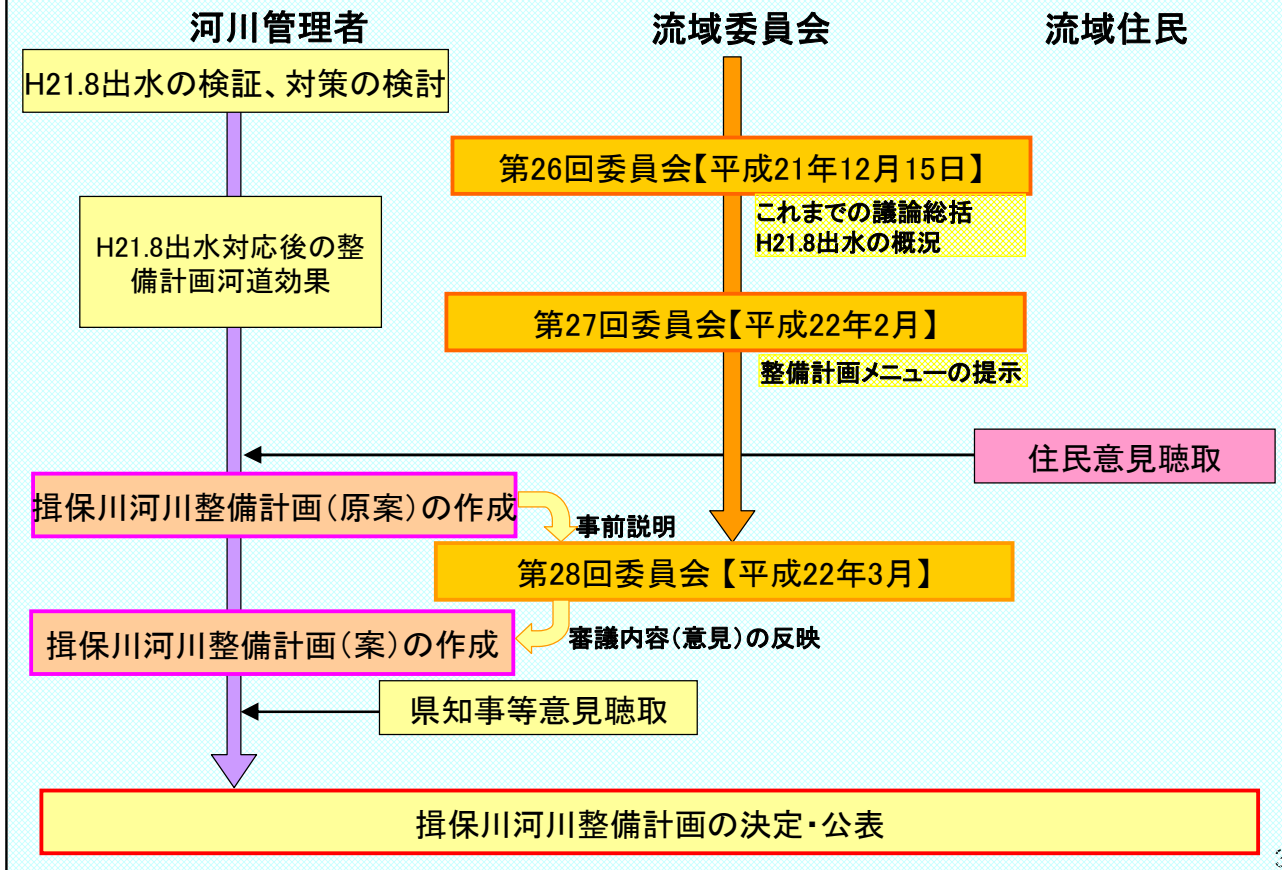 河川管理者
流域委員会
流域住民
H21.8出水の検証、対策の検討
第26回委員会【平成21年12月15日】
これまでの議論総括
H21.8出水の概況
H21.8出水対応後の整
備計画河道効果
第27回委員会【平成22年2月】
整備計画メニューの提示
住民意見聴取
揖保川河川整備計画(原案)の作成
事前説明
第28回委員会 【平成22年3月】
揖保川河川整備計画(案)の作成
審議内容(意見)の反映
県知事等意見聴取
揖保川河川整備計画の決定・公表